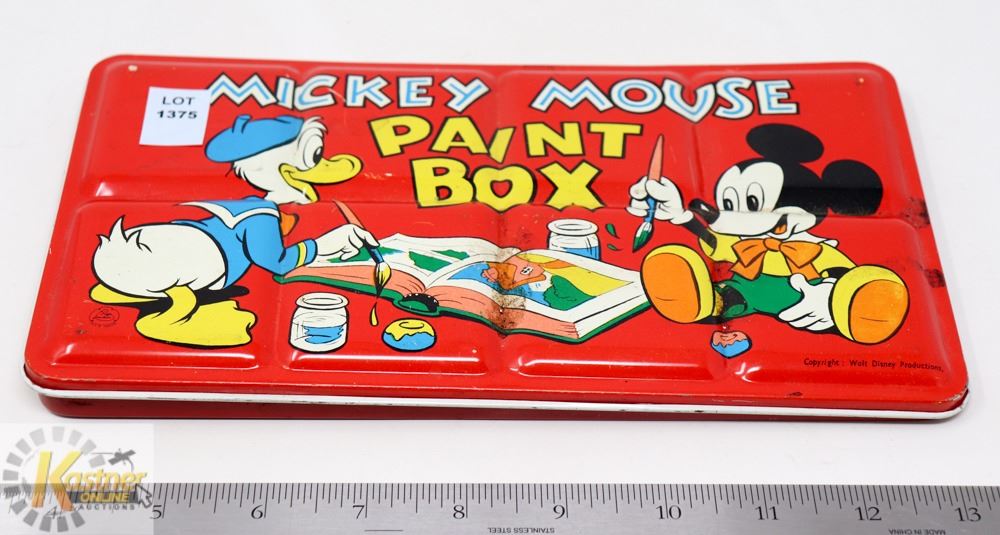 MICKEY MOUSE
PAINT
BOX
LOT
1375
Copyright : Walt Disney Productions,
Kastner
ONLINE
AUCTIONS
4 5 6 7 8 9 10 11 12 13
STAINLESS STEEL
MADE IN CHINA